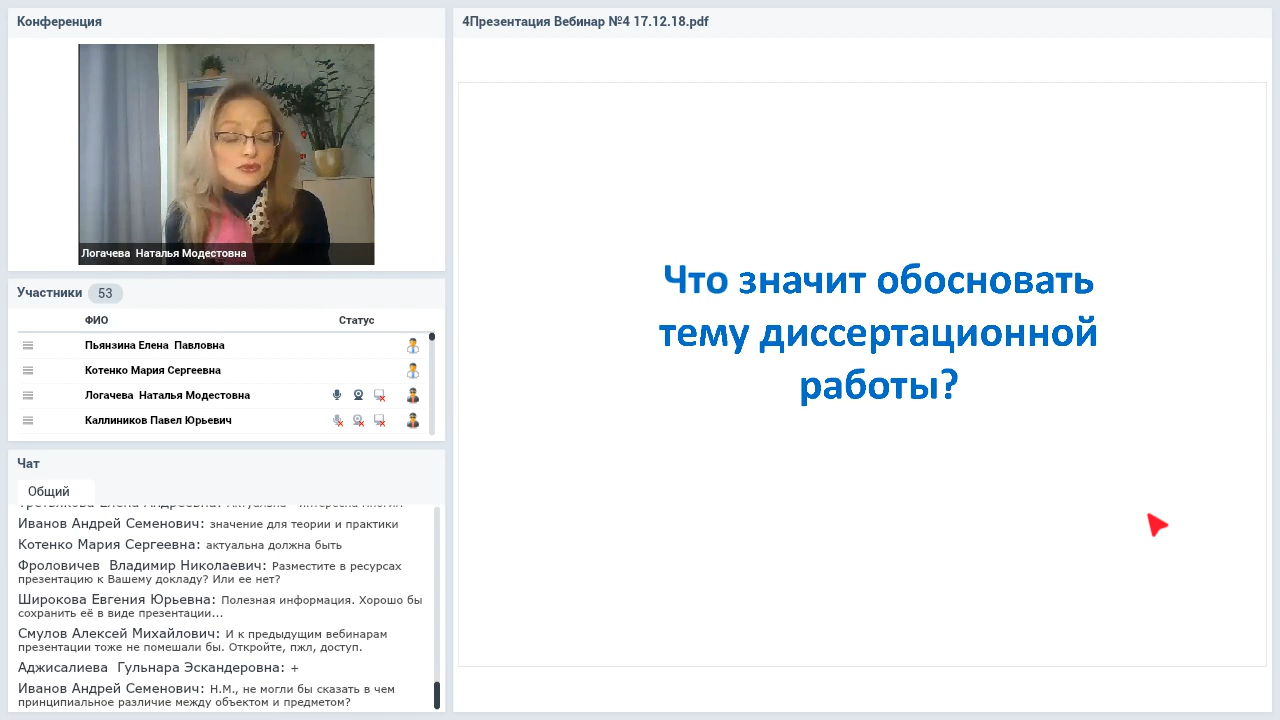 Конференция
Логачева Наталья Модестовна
Участники 53
ФИО Статус
Пьянзина Елена Павловна
Котенко Мария Сергеевна
Логачева Наталья Модестовна
Каллиников Павел Юрьевич
Чат
Общий
Иванов Андрей Семенович: значение для теории и практики
Котенко Мария Сергеевна: актуальна должна быть
Фроловичев Владимир Николаевич: Разместите в ресурсах
презентацию к Вашему докладу? Или ее нет?
Широкова Евгения Юрьевна: Полезная информация. Хорошо бы
сохранить её в виде презентации...
Смулов Алексей Михайлович: И к предыдущим вебинарам
презентации тоже не помешали бы. Откройте, пжл, доступ.
Аджисалиева Гульнара Эскандеровна: +
Иванов Андрей Семенович: Н.М., не могли бы сказать в чем
принципиальное различие между объектом и предметом?
4Презентация Вебинар №4 17.12.18.pdf
Что значит обосновать
тему диссертационной
работы?